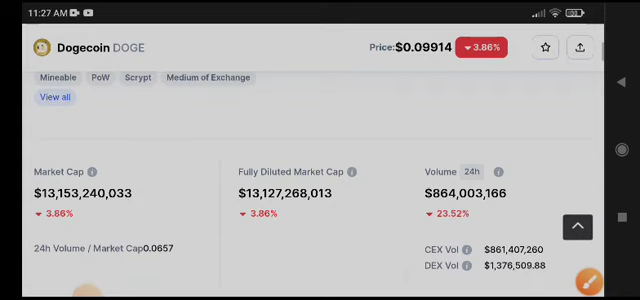 11:27 AM
Dogecoin DOGE
Price:$0.09914
3.86%
Mineable PoW Scrypt Medium of Exchange
View all
Market Cap
$13,153,240,033
3.86%
24h Volume / Market Cap0.0657
Fully Diluted Market Cap
$13,127,268,013
3.86%
Volume 24h
$864,003,166
23.52%
CEX Vol $861,407,260
DEX Vol $1,376,509.88